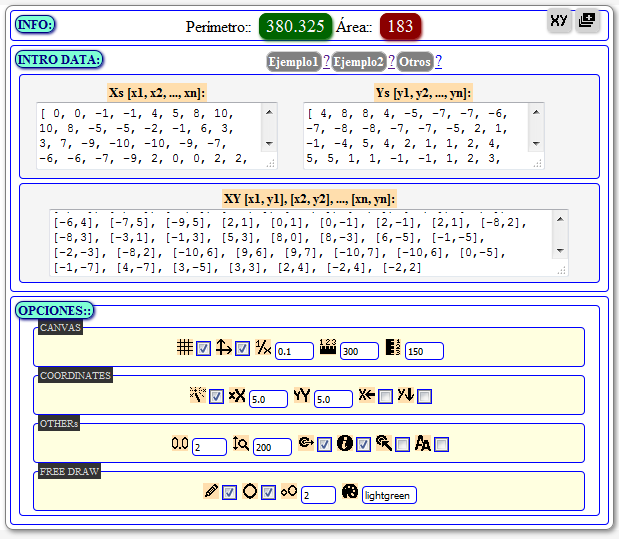 INFO:
Perímetro:: 380.325 Área:: 183
XY
INTRO DATA:
Ejemplo1 ? Ejemplo2 ? Otros ?
Xs [x1, x2, ..., xn]:
[ 0, 0, -1, -1, 4, 5, 8, 10,
10, 8, -5, -5, -2, -1, 6, 3,
3, 7, -9, -10, -10, -9, -7,
-6, -6, -7, -9, 2, 0, 0, 2, 2,
Ys [y1, y2, ..., yn]:
[ 4, 8, 8, 4, -5, -7, -7, -6,
-7, -8, -8, -7, -7, -5, 2, 1,
-1, -4, 5, 4, 2, 1, 1, 2, 4,
5, 5, 1, 1, -1, -1, 1, 2, 3,
XY [x1, y1], [x2, y2], ..., [xn, yn]:
[-6,4], [-7,5], [-9,5], [2,1], [0,1], [0,-1], [2,-1], [2,1], [-8,2],
[-8,3], [-3,1], [-1,3], [5,3], [8,0], [8,-3], [6,-5], [-1,-5],
[-2,-3], [-8,2], [-10,6], [9,6], [9,7], [-10,7], [-10,6], [0,-5],
[-1,-7], [4,-7], [3,-5], [3,3], [2,4], [-2,4], [-2,2]
OPCIONES::
CANVAS
1/x 0.1 123 300 123 150
COORDINATES
xX 5.0 YY 5.0 X Y
OTHERs
0.0 2 200 AA
FREE DRAW
2 lightgreen